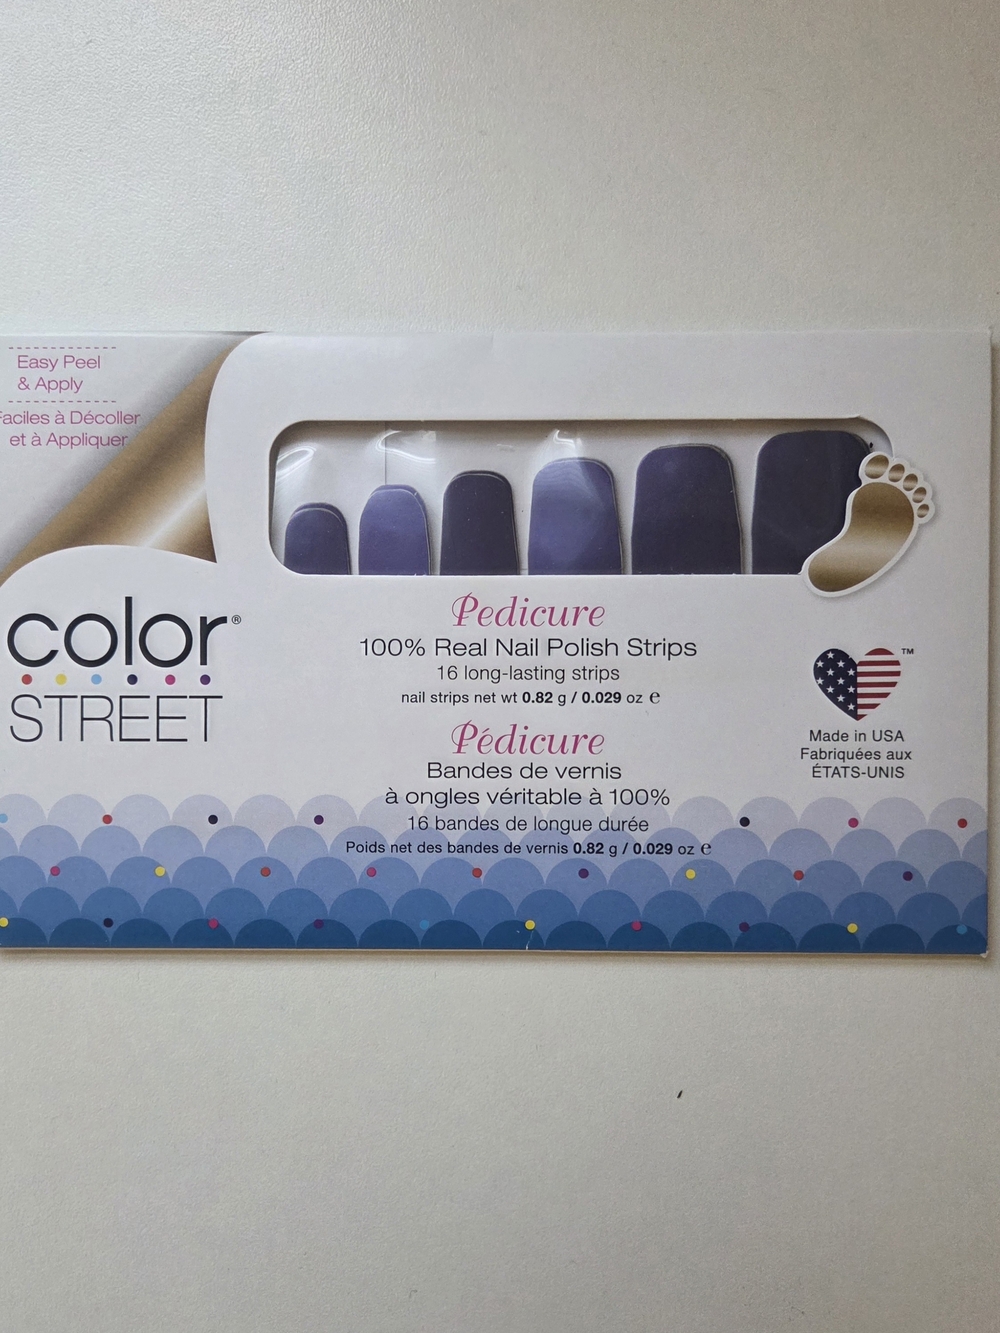 Easy Peel
& Apply
Faciles à Décoller
et à Appliquer
color®
STREET
Pedicure
100% Real Nail Polish Strips
16 long-lasting strips
nail strips net wt 0.82 g / 0.029 oz ℮
Pédicure
Bandes de vernis
à ongles véritable à 100%
16 bandes de longue durée
Poids net des bandes de vernis 0.82 g / 0.029 oz ℮
™
Made in USA
Fabriquées aux
ÉTATS-UNIS